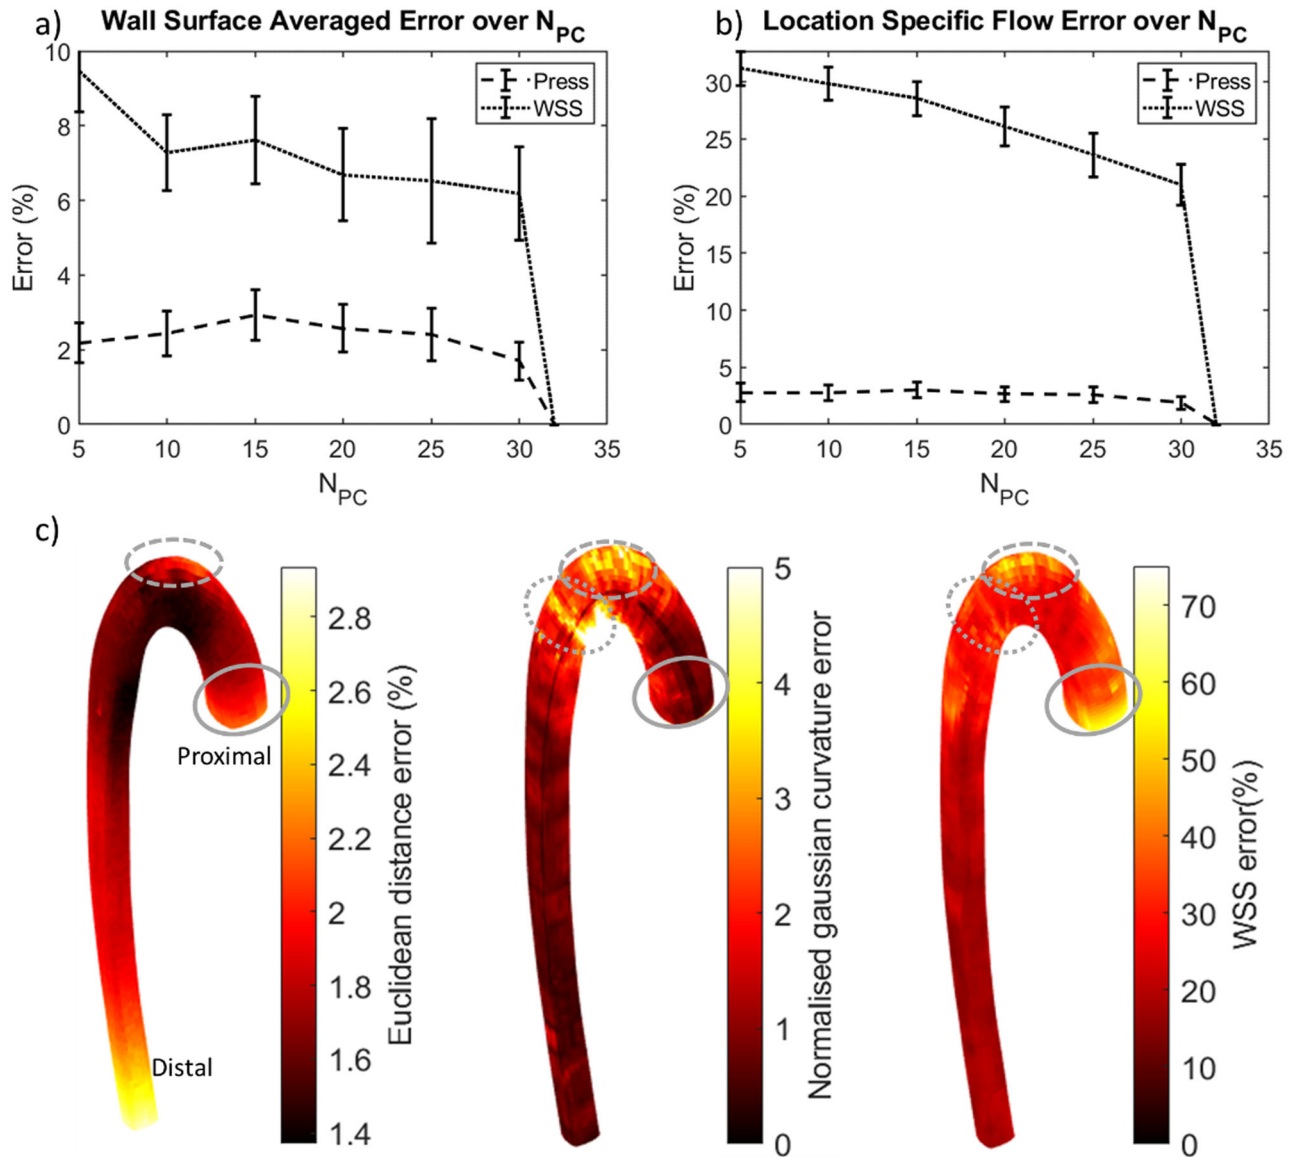 a)
Wall Surface Averaged Error over N_PC
10
8
6
4
2
0
Error (%)
5 10 15 20 25 30 35
N_PC
Press
WSS
b)
Location Specific Flow Error over N_PC
30
25
20
15
10
5
0
Error (%)
5 10 15 20 25 30 35
N_PC
Press
WSS
c)
Proximal
Distal
2.8
2.6
2.4
2.2
2
1.8
1.6
1.4
Euclidean distance error (%)
5
4
3
2
1
0
Normalised gaussian curvature error
70
60
50
40
30
20
10
0
WSS error(%)